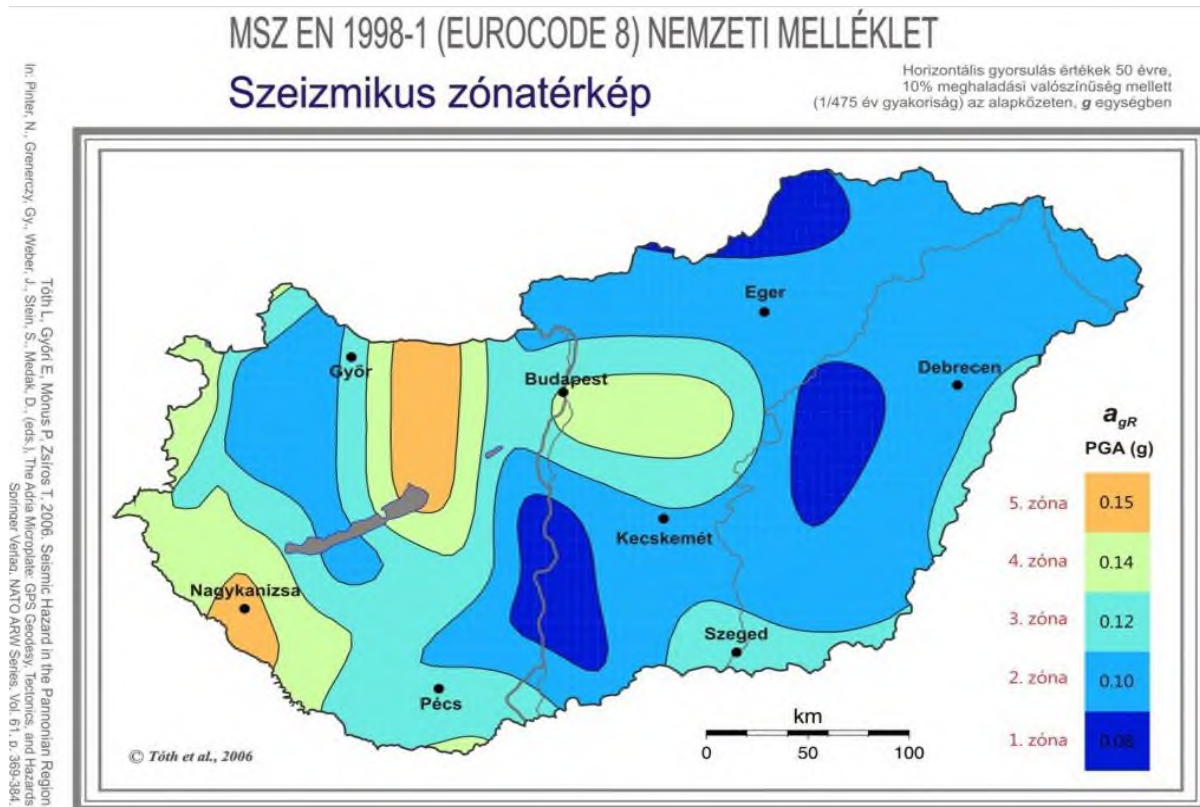 MSZ EN 1998-1 (EUROCODE 8) NEMZETI MELLÉKLET
Szeizmikus zónatérkép
Horizontális gyorsulás értékek 50 évre,
10% meghaladási valószínűség mellett
(1/475 év gyakoriság) az alapkőzeten, g egységben
Tóth L, Győri E, Mónus P, Zsíros T, 2006. Seismic Hazard in the Pannonian Region
In: Pinter, N., Grenerczy, Gy., Weber, J., Stein, S., Medak, D., (eds.), The Adria Microplate: GPS Geodesy, Tectonics, and Hazards
Springer Verlag, NATO ARW Series, Vol. 61, p. 369-384.
Eger
Győr
Budapest
Debrecen
Kecskemét
Nagykanizsa
Szeged
Pécs
agR
PGA (g)
5. zóna 0.15
4. zóna 0.14
3. zóna 0.12
2. zóna 0.10
1. zóna 0.08
km
0 50 100
© Tóth et al., 2006